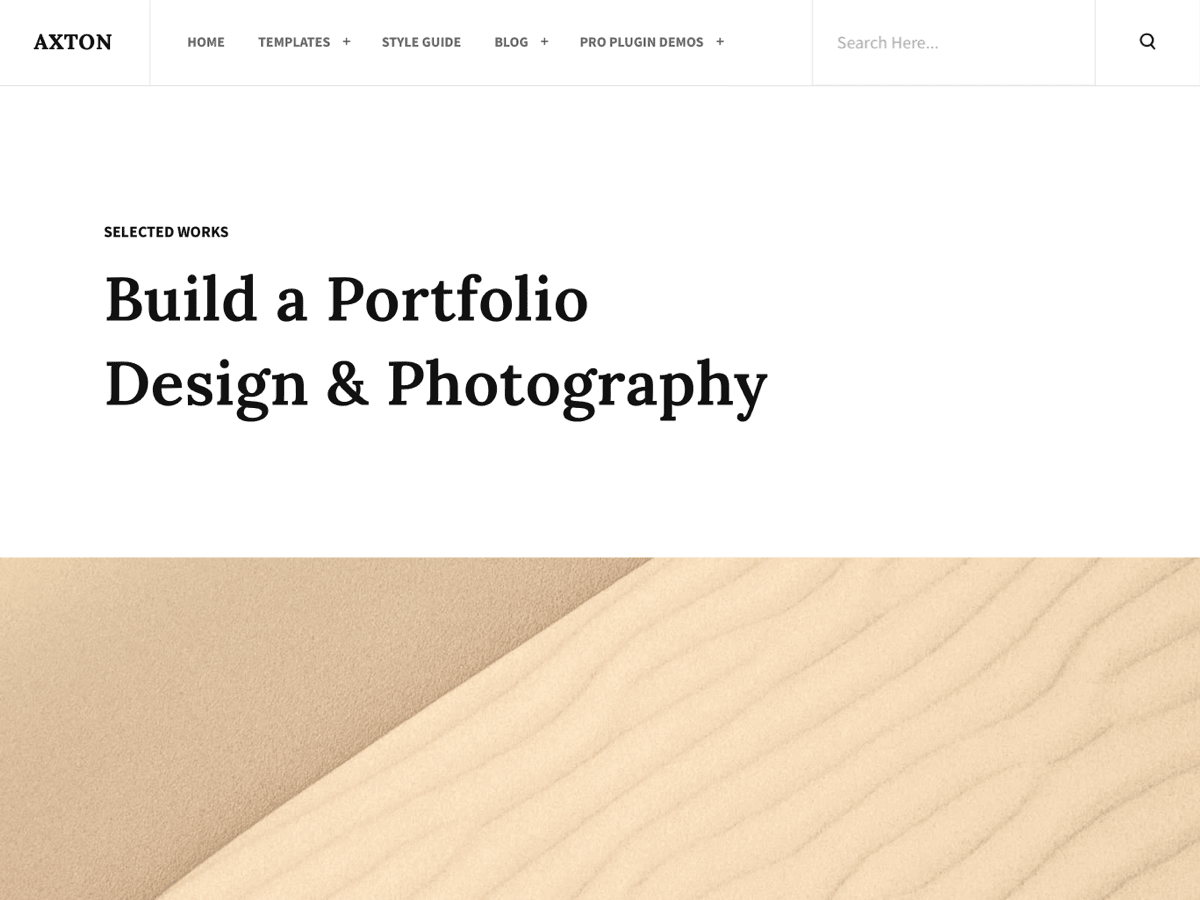 AXTON
HOME
TEMPLATES +
STYLE GUIDE
BLOG +
PRO PLUGIN DEMOS +
Search Here...
SELECTED WORKS
Build a Portfolio
Design & Photography